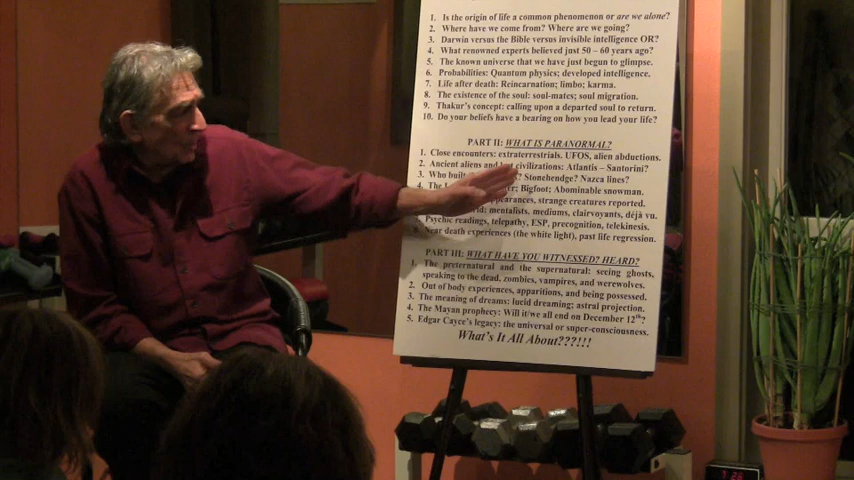 1. Is the origin of life a common phenomenon or are we alone?
2. Where have we come from? Where are we going?
3. Darwin versus the Bible versus invisible intelligence OR?
4. What renowned experts believed just 50 – 60 years ago?
5. The known universe that we have just begun to glimpse.
6. Probabilities: Quantum physics; developed intelligence.
7. Life after death: Reincarnation; limbo; karma.
8. The existence of the soul: soul-mates; soul migration.
9. Thakur's concept: calling upon a departed soul to return.
10. Do your beliefs have a bearing on how you lead your life?
PART II: WHAT IS PARANORMAL?
1. Close encounters: extraterrestrials, UFOS, alien abductions.
2. Ancient aliens and lost civilizations: Atlantis – Santorini?
3. Who built ? Stonehendge? Nazca lines?
4. The Bigfoot; Abominable snowman.
appearances, strange creatures reported.
mentalists, mediums, clairvoyants, déjà vu.
Psychic readings, telepathy, ESP, precognition, telekinesis.
Near death experiences (the white light), past life regression.
PART III: WHAT HAVE YOU WITNESSED? HEARD?
1. The preternatural and the supernatural: seeing ghosts,
speaking to the dead, zombies, vampires, and werewolves.
2. Out of body experiences, apparitions, and being possessed.
3. The meaning of dreams: lucid dreaming; astral projection.
4. The Mayan prophecy: Will it/we all end on December 12th?
5. Edgar Cayce's legacy: the universal or super-consciousness.
What's It All About???!!!